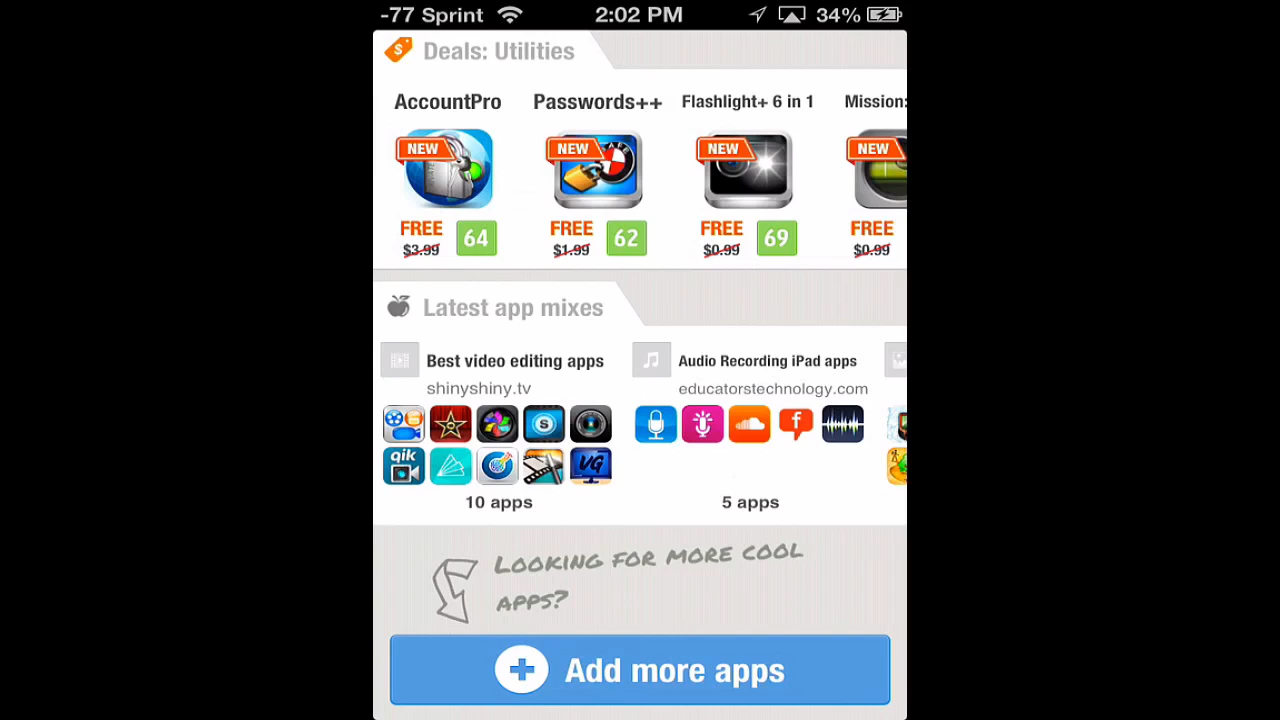 -77 Sprint 2:02 PM 34%
Deals: Utilities
AccountPro Passwords++ Flashlight+ 6 in 1 Mission:
NEW NEW NEW NEW
FREE 64 FREE 62 FREE 69 FREE
$3.99 $1.99 $0.99 $0.99
Latest app mixes
Best video editing apps Audio Recording iPad apps
shinyshiny.tv educatorstechnology.com
S f
qik VG
10 apps 5 apps
LOOKING FOR MORE COOL
APPS?
Add more apps